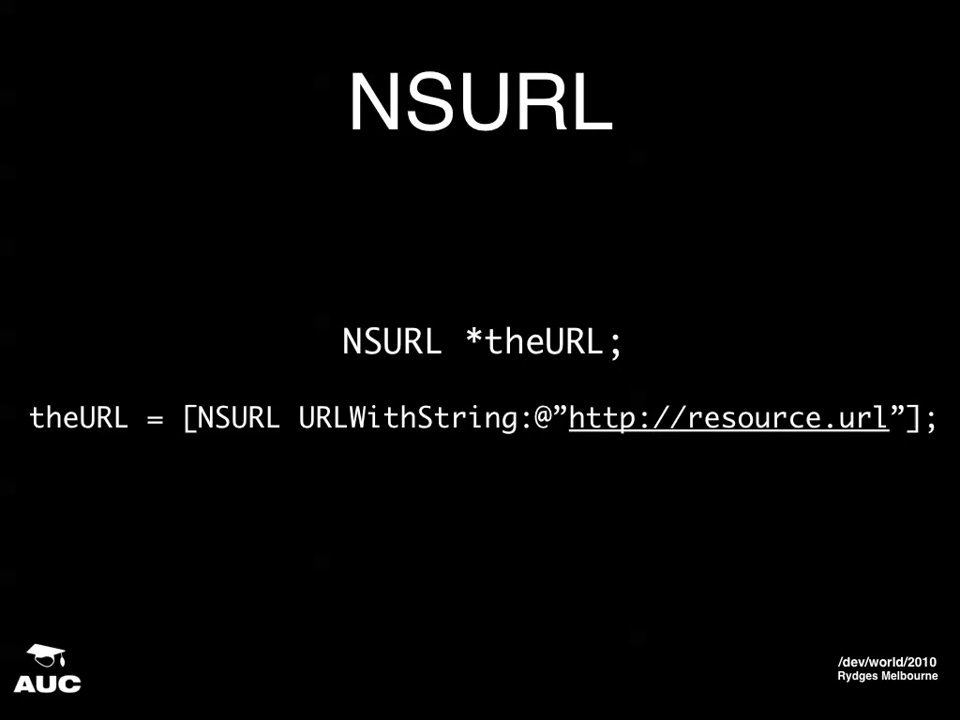 NSURL
NSURL *theURL;
theURL = [NSURL URLWithString:@”http://resource.url”];
AUC
/dev/world/2010
Rydges Melbourne